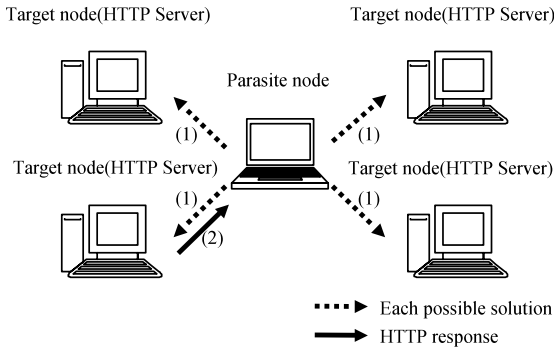 Target node(HTTP Server)
Target node(HTTP Server)
Parasite node
(1)
(1)
Target node(HTTP Server)
Target node(HTTP Server)
(1)
(1)
(2)
Each possible solution
HTTP response